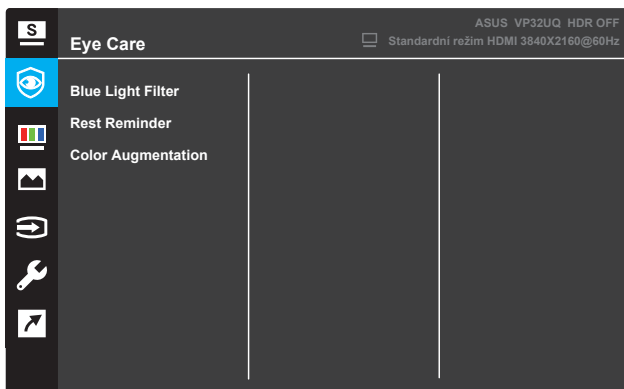 S
ASUS VP32UQ HDR OFF
Eye Care
Standardni režim HDMI 3840X2160@60Hz
Blue Light Filter
Rest Reminder
Color Augmentation